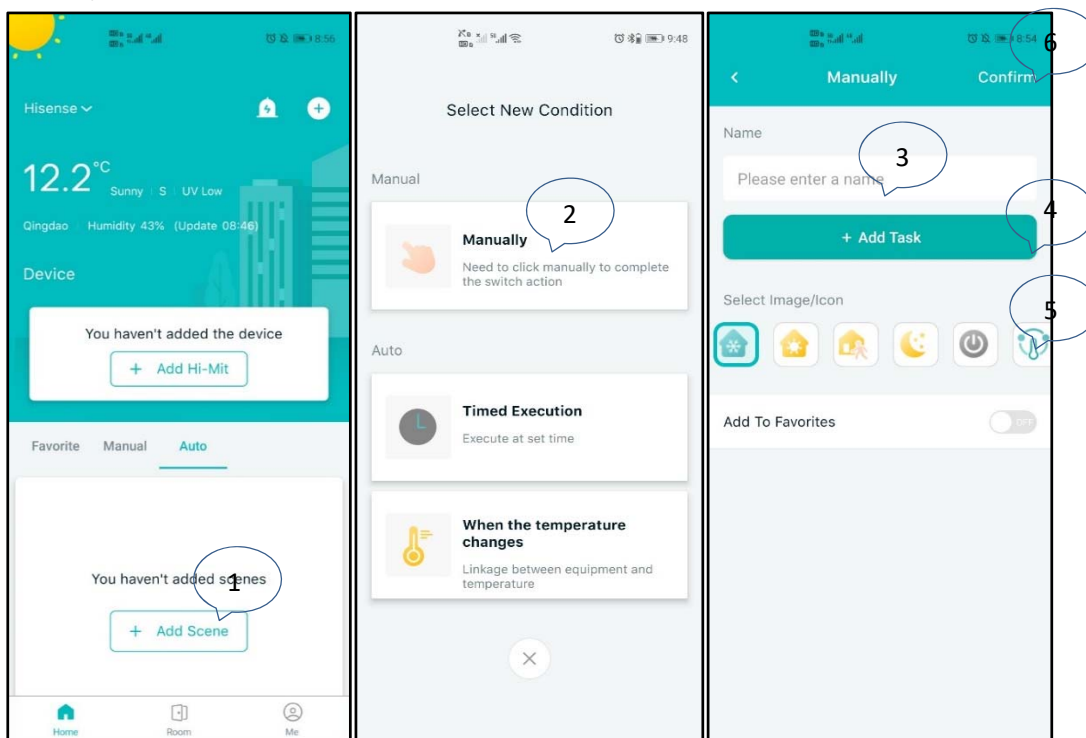 8:56
Hisense
12.2°C
Sunny | S | UV Low
Qingdao Humidity 43% (Update 08:46)
Device
You haven't added the device
+ Add Hi-Mit
Favorite Manual Auto
You haven't added scenes
1
+ Add Scene
Home Room Me
9:48
Select New Condition
Manual
2
Manually
Need to click manually to complete
the switch action
Auto
Timed Execution
Execute at set time
When the temperature
changes
Linkage between equipment and
temperature
8:54
6
< Manually Confirm
Name
3
Please enter a name
4
+ Add Task
Select Image/Icon
5
Add To Favorites
OFF